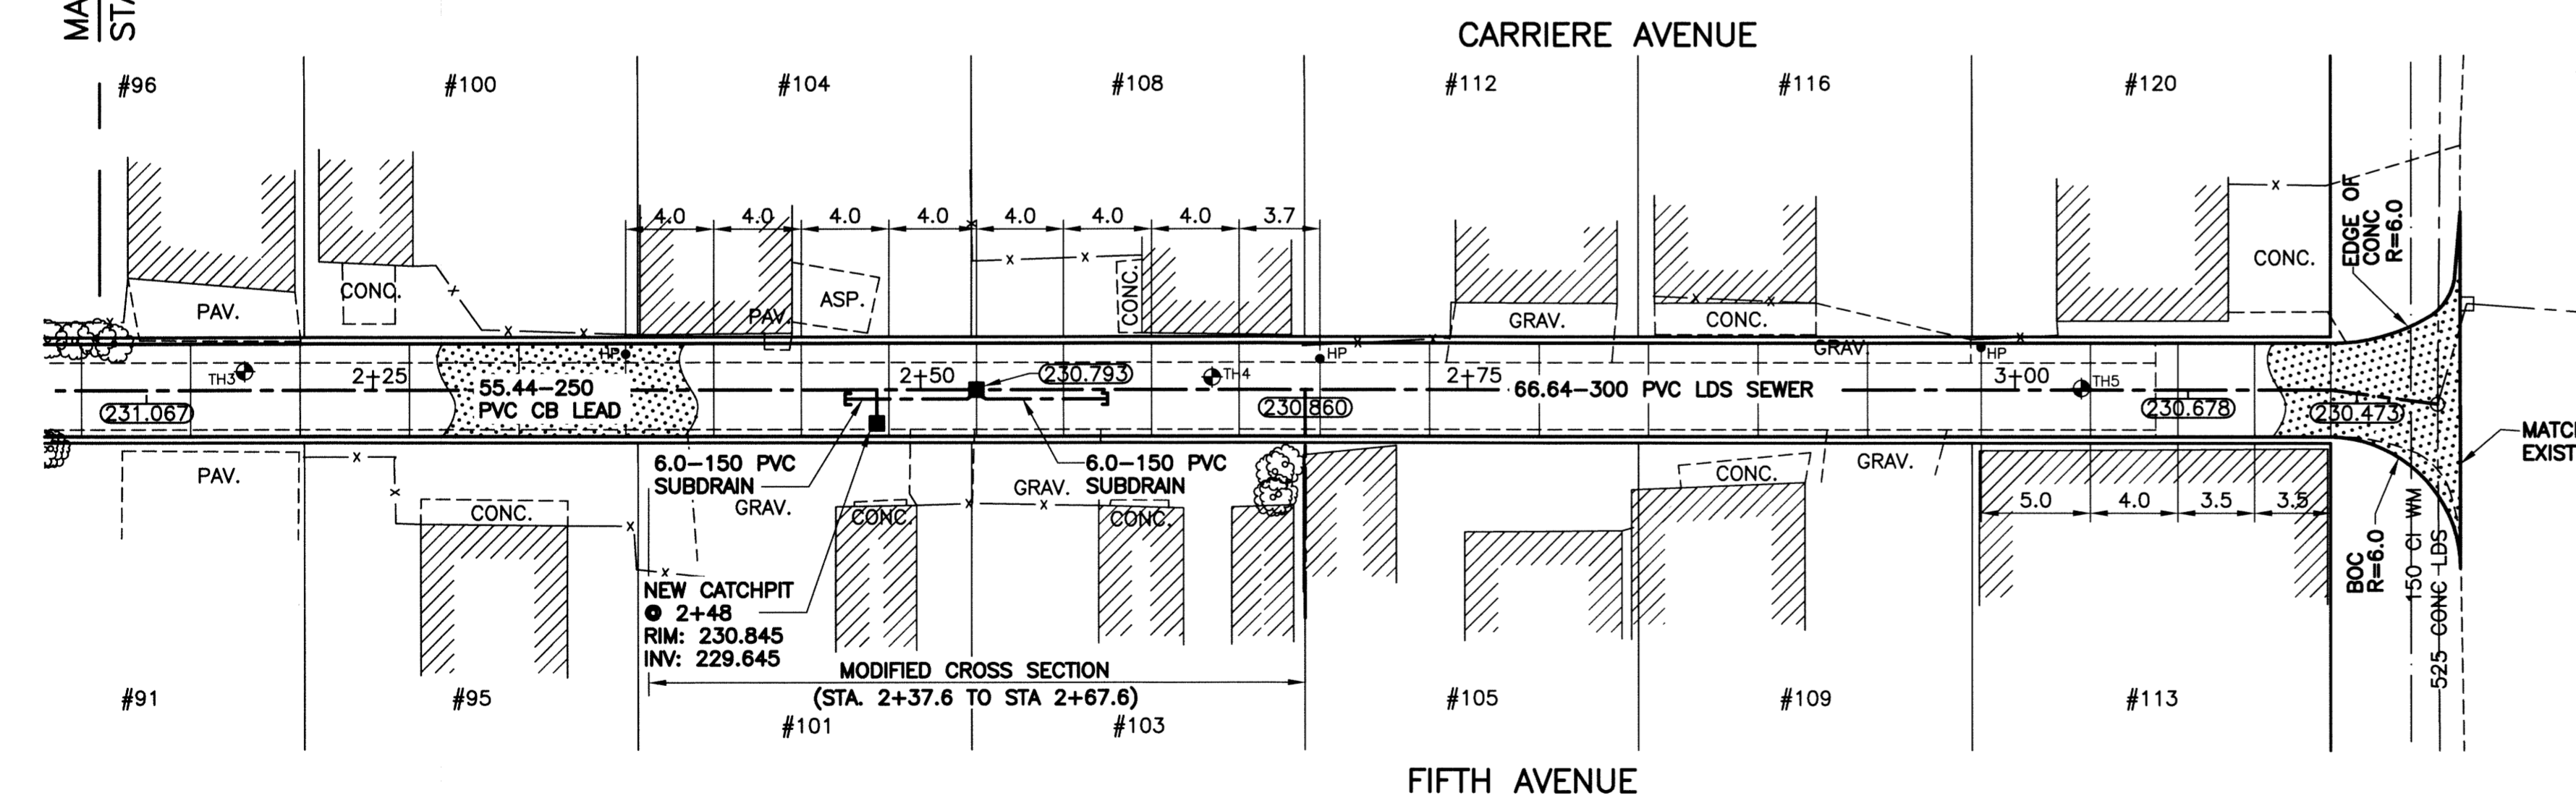 MA
STA
CARRIERE AVENUE
#96
#100
#104
#108
#112
#116
#120
4.0
4.0
4.0
4.0
4.0
4.0
4.0
3.7
EDGE OF
CONC
R=6.0
PAV.
CONC.
PAV.
ASP.
CONC.
GRAV.
CONC.
GRAV.
CONC.
HP
HP
HP
TH3
2+25
55.44-250
PVC CB LEAD
2+50
230.793
TH4
2+75
66.64-300 PVC LDS SEWER
3+00
TH5
231.067
230.860
230.678
230.473
MATC
EXIST
PAV.
CONC.
6.0-150 PVC
SUBDRAIN
GRAV.
CONC.
GRAV.
6.0-150 PVC
SUBDRAIN
CONC.
CONC.
GRAV.
5.0
4.0
3.5
3.5
BOC
R=6.0
150 CI WM
525 CONC LDS
NEW CATCHPIT
@ 2+48
RIM: 230.845
INV: 229.645
MODIFIED CROSS SECTION
(STA. 2+37.6 TO STA 2+67.6)
#91
#95
#101
#103
#105
#109
#113
FIFTH AVENUE